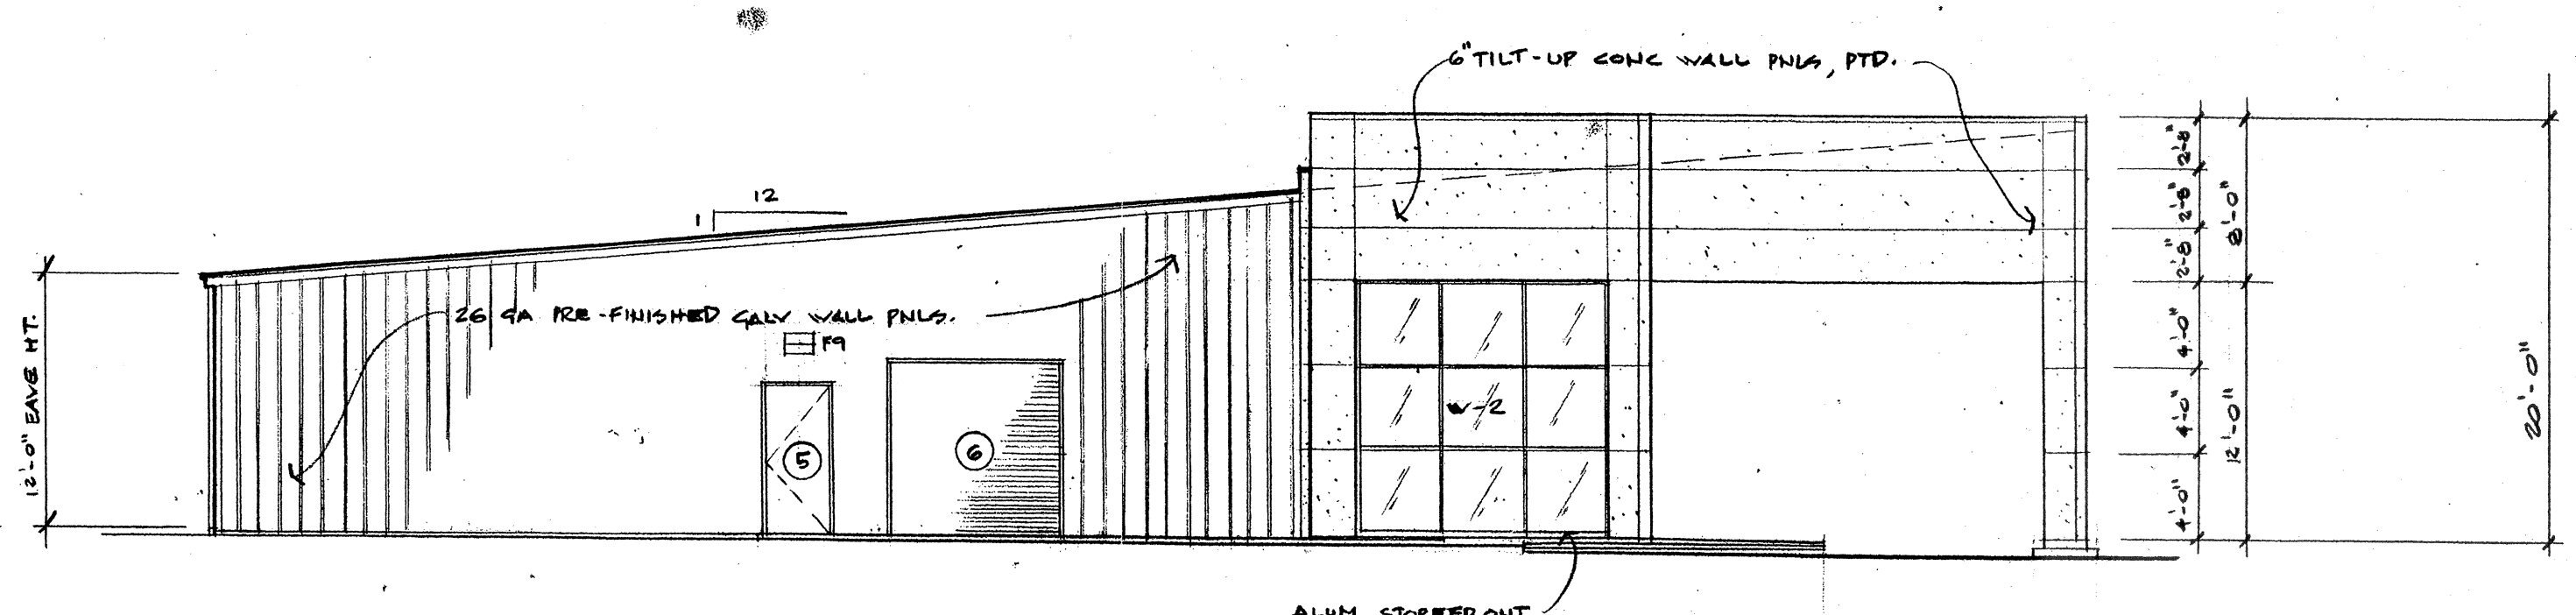 6" TILT-UP CONC WALL PNLS, PTD.
12
1
26 GA PRE-FINISHED GALV WALL PNLS.
F9
12'-0" EAVE HT.
5
6
W-2
2'-8"
2'-8"
2'-8"
8'-0"
4'-0"
4'-0"
4'-0"
12'-0"
20'-0"
ALUM STOREFRONT